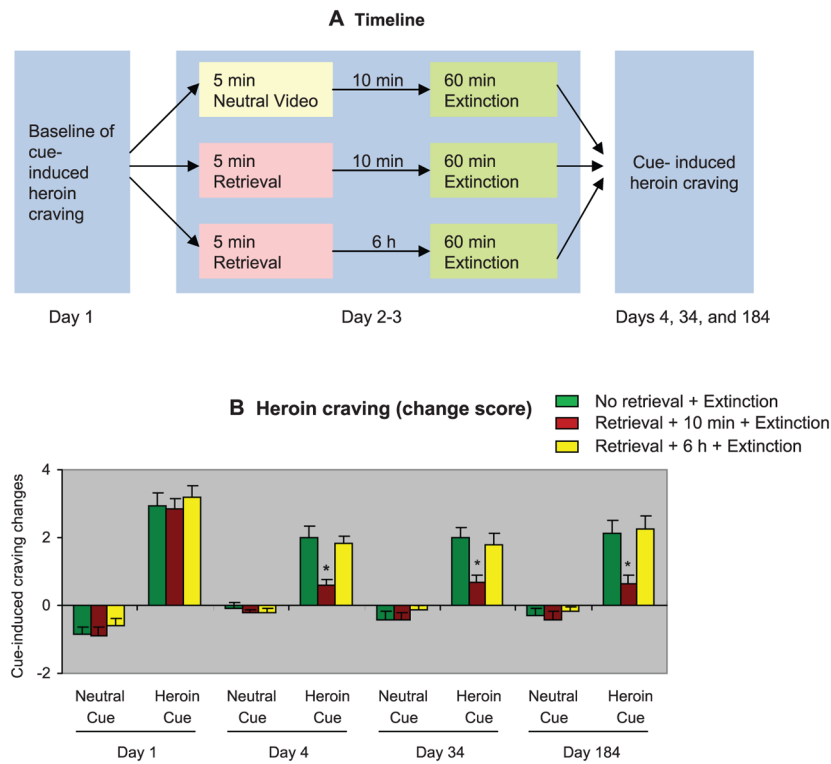 A Timeline
Baseline of
cue-
induced
heroin
craving
5 min
Neutral Video
10 min
60 min
Extinction
5 min
Retrieval
10 min
60 min
Extinction
5 min
Retrieval
6 h
60 min
Extinction
Cue- induced
heroin craving
Day 1
Day 2-3
Days 4, 34, and 184
B Heroin craving (change score)
No retrieval + Extinction
Retrieval + 10 min + Extinction
Retrieval + 6 h + Extinction
Cue-induced craving changes
4
2
0
-2
*
*
*
Neutral
Cue
Heroin
Cue
Neutral
Cue
Heroin
Cue
Neutral
Cue
Heroin
Cue
Neutral
Cue
Heroin
Cue
Day 1
Day 4
Day 34
Day 184